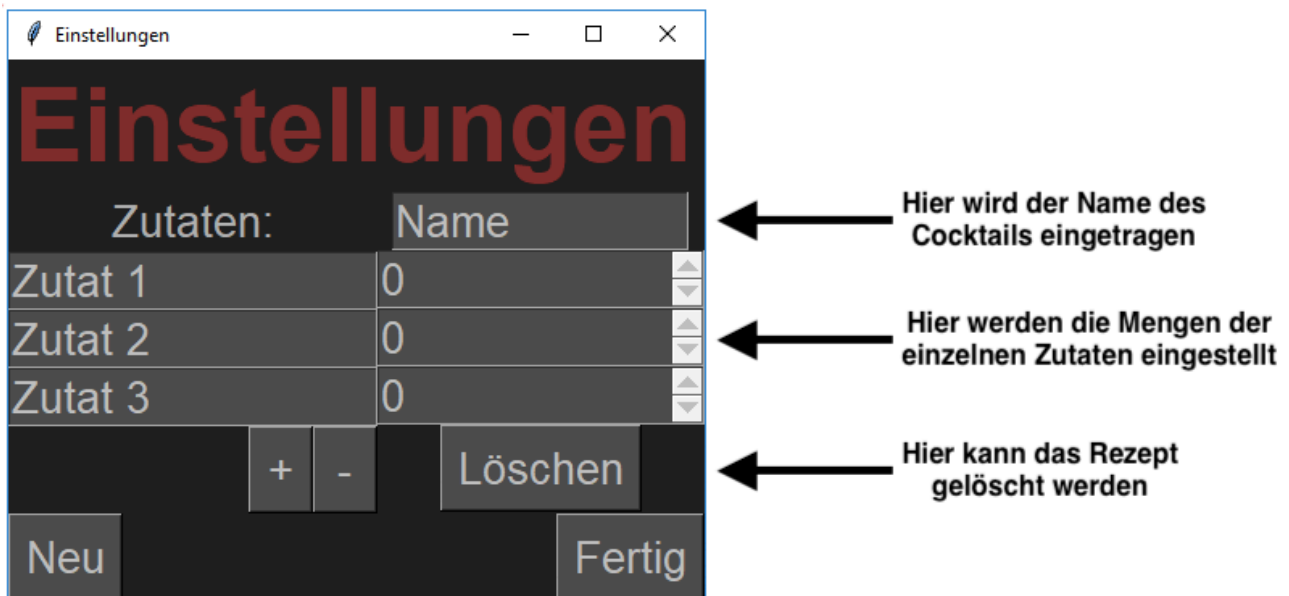 Einstellungen
Einstellungen
Zutaten: Name
Hier wird der Name des
Cocktails eingetragen
Zutat 1 0
Zutat 2 0
Hier werden die Mengen der
einzelnen Zutaten eingestellt
Zutat 3 0
+ - Löschen
Hier kann das Rezept
gelöscht werden
Neu Fertig